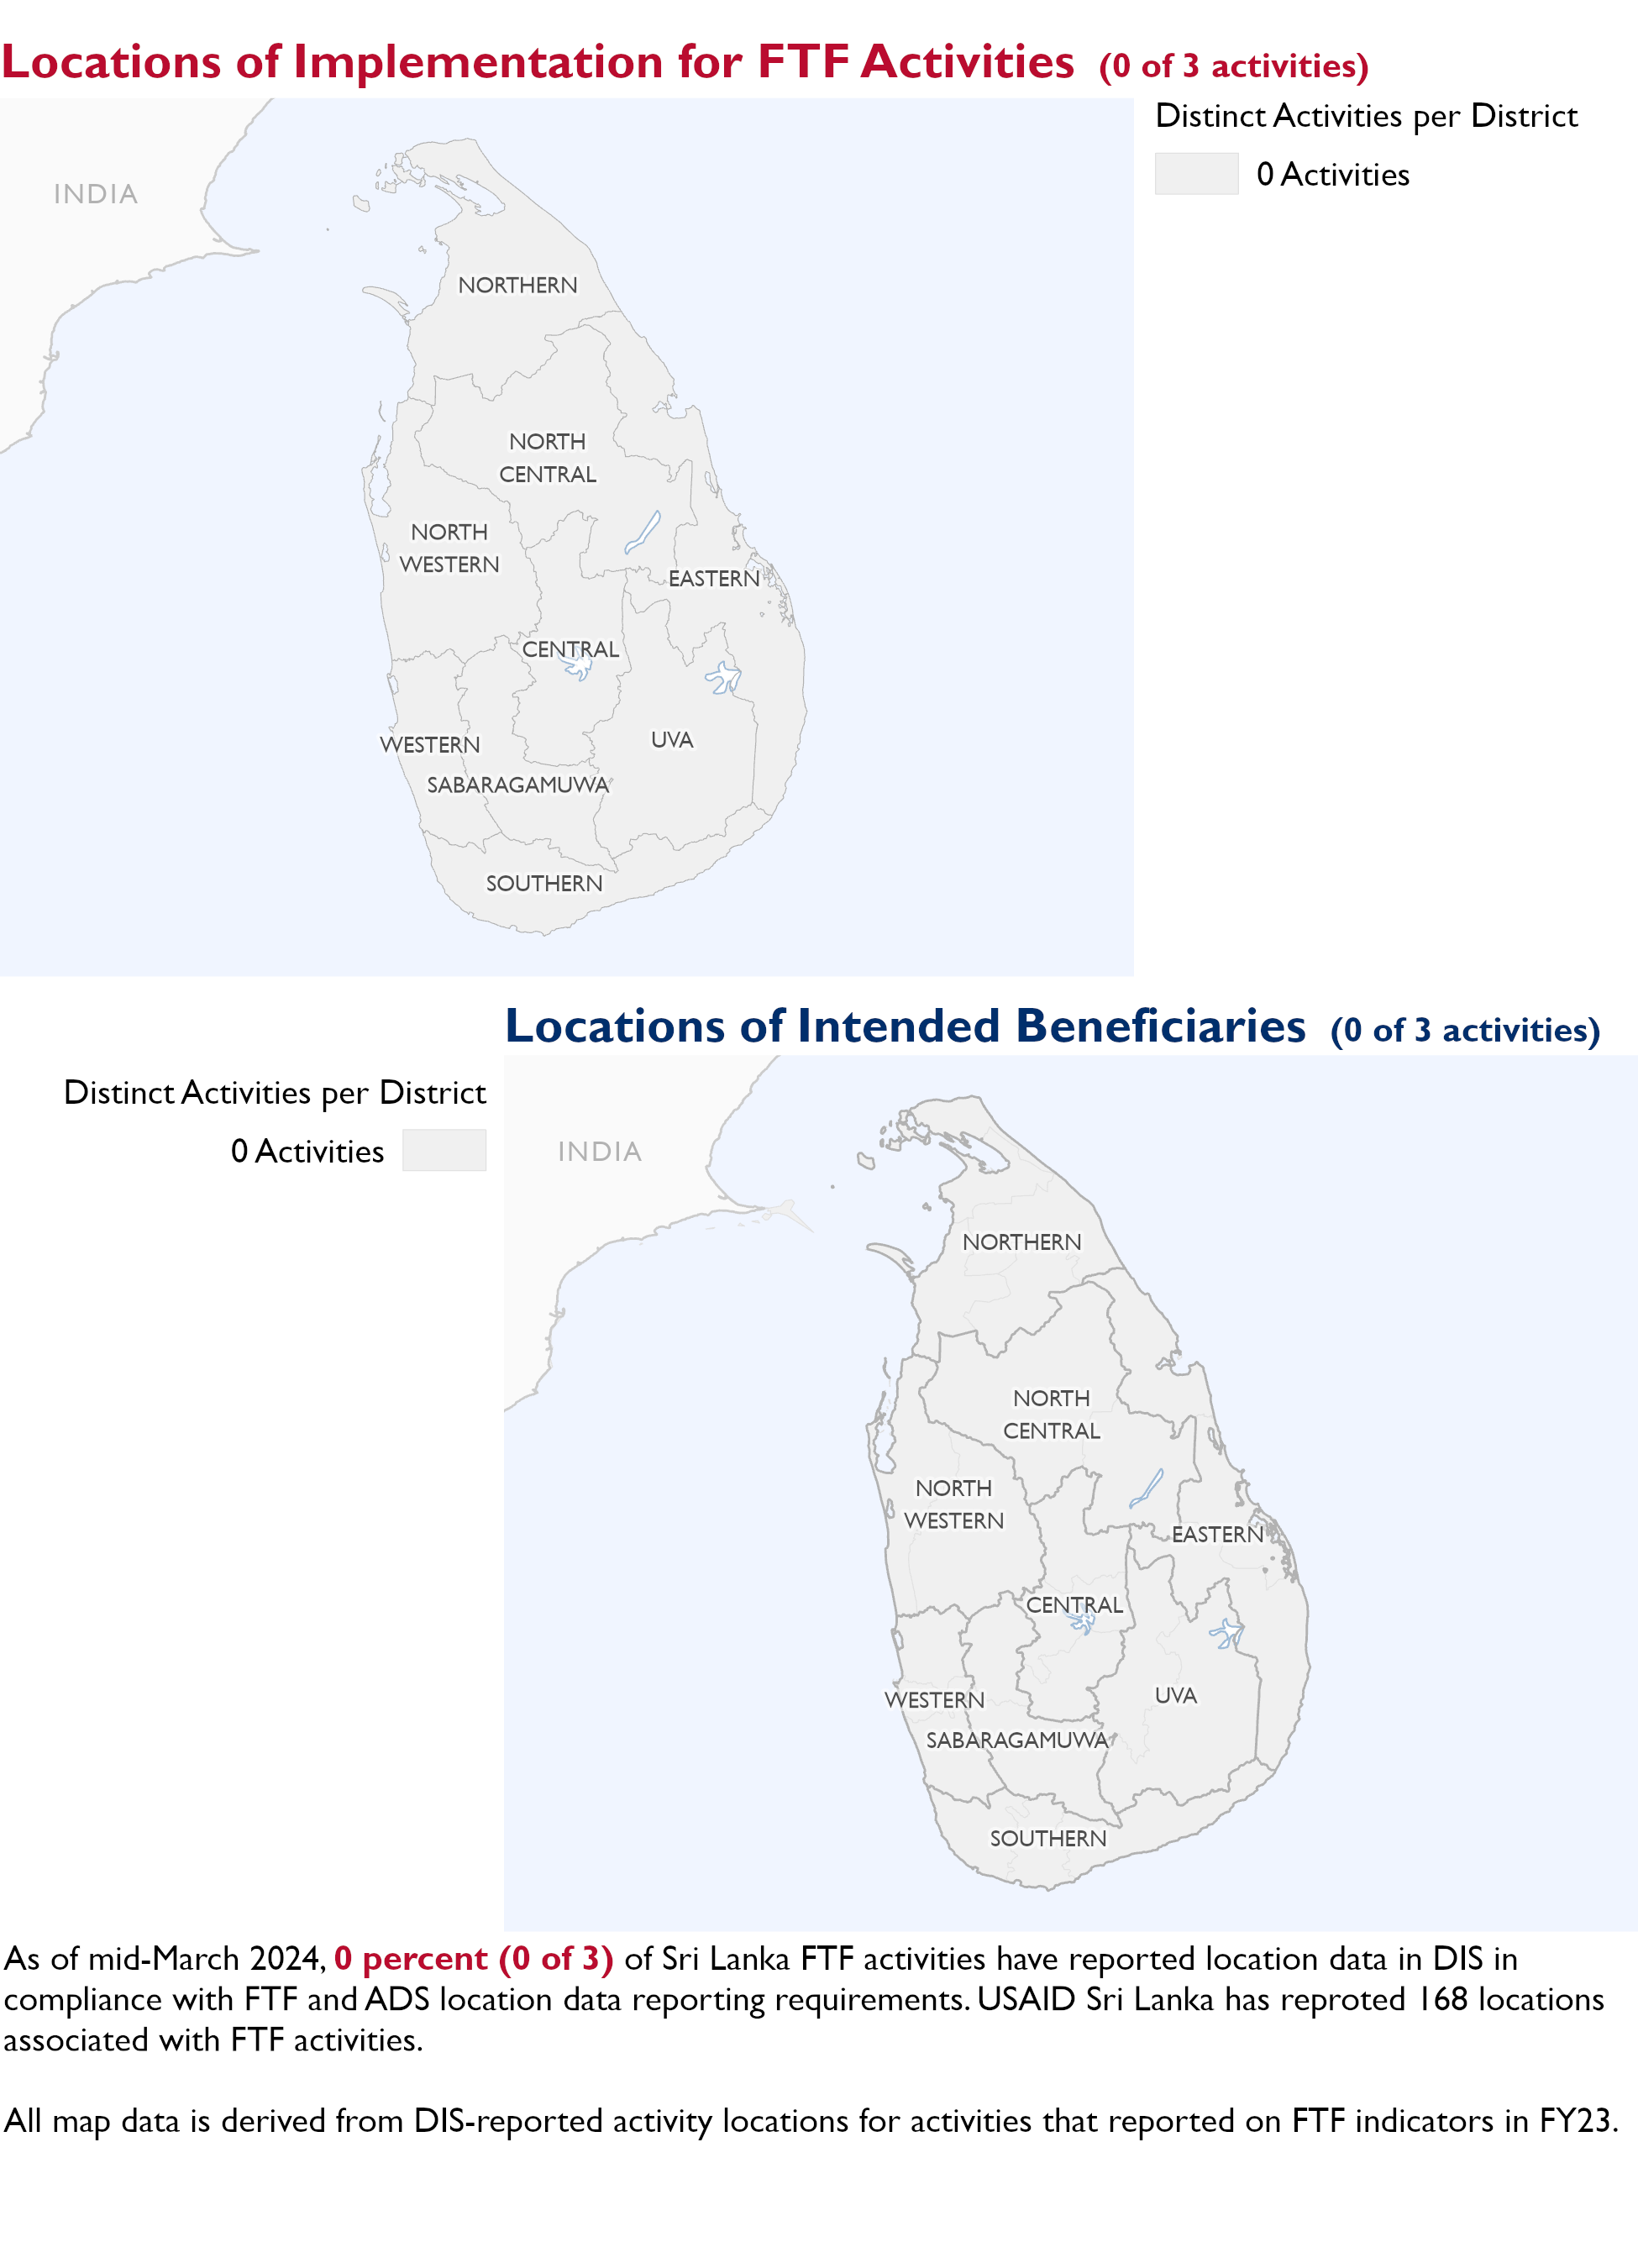 Locations of Implementation for FTF Activities (0 of 3 activities)
Distinct Activities per District
0 Activities
INDIA
NORTHERN
NORTH
CENTRAL
NORTH
WESTERN
EASTERN
CENTRAL
UVA
WESTERN
SABARAGAMUWA
SOUTHERN
Locations of Intended Beneficiaries (0 of 3 activities)
Distinct Activities per District
0 Activities
INDIA
NORTHERN
NORTH
CENTRAL
NORTH
WESTERN
EASTERN
CENTRAL
UVA
WESTERN
SABARAGAMUWA
SOUTHERN
As of mid-March 2024, 0 percent (0 of 3) of Sri Lanka FTF activities have reported location data in DIS in
compliance with FTF and ADS location data reporting requirements. USAID Sri Lanka has reproted 168 locations
associated with FTF activities.
All map data is derived from DIS-reported activity locations for activities that reported on FTF indicators in FY23.